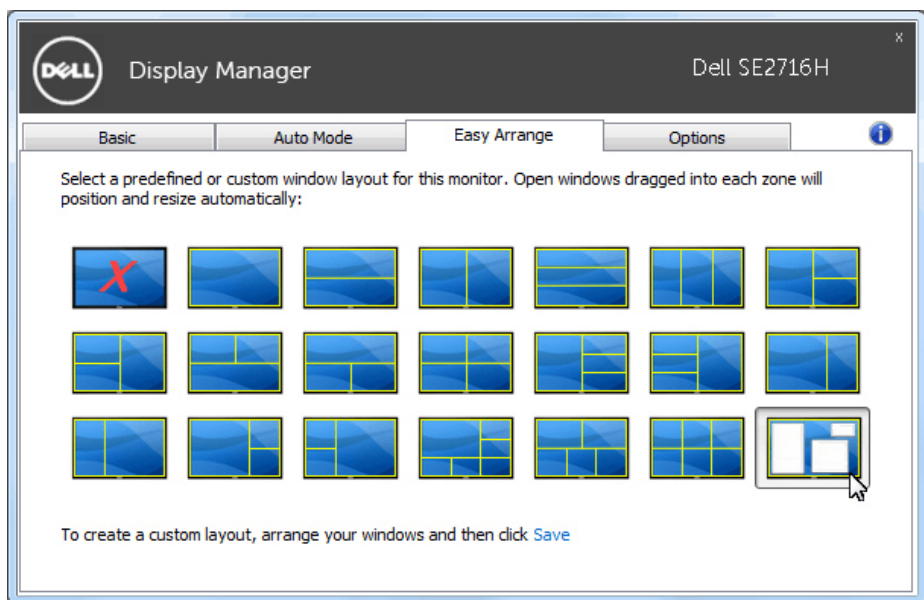 DELL
Display Manager
Dell SE2716H
x
Basic
Auto Mode
Easy Arrange
Options
i
Select a predefined or custom window layout for this monitor. Open windows dragged into each zone will
position and resize automatically:
X
To create a custom layout, arrange your windows and then click Save